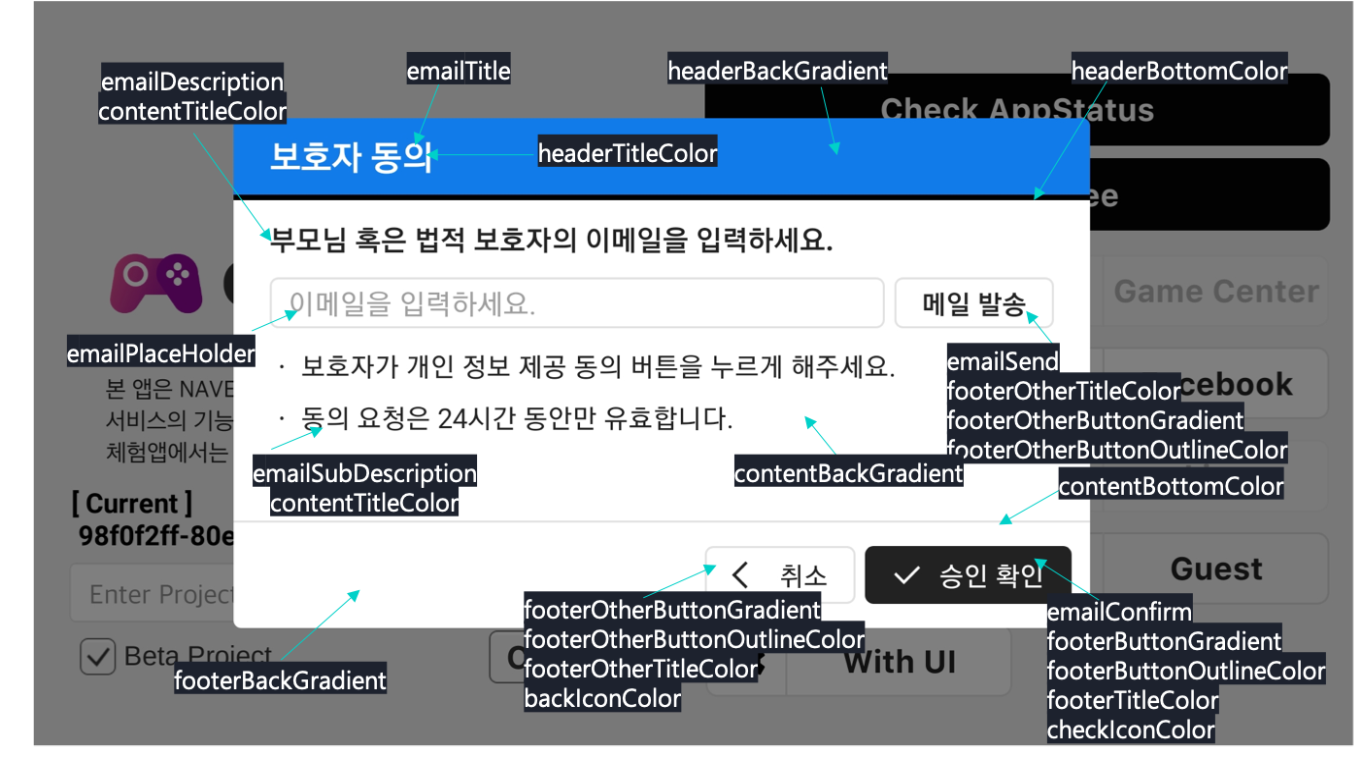 emailDescription
contentTitleColor
emailTitle
headerBackGradient
headerBottomColor
Check AppStatus
보호자 동의
headerTitleColor
부모님 혹은 법적 보호자의 이메일을 입력하세요.
이메일을 입력하세요.
메일 발송
Game Center
emailPlaceHolder
· 보호자가 개인 정보 제공 동의 버튼을 누르게 해주세요.
emailSend
footerOtherTitleColor
footerOtherButtonGradient
footerOtherButtonOutlineColor
cebook
본 앱은 NAVE
서비스의 기능
체험앱에서는
· 동의 요청은 24시간 동안만 유효합니다.
emailSubDescription
contentTitleColor
contentBackGradient
contentBottomColor
[ Current ]
98f0f2ff-80e
취소
승인 확인
Guest
Enter Project
footerOtherButtonGradient
footerOtherButtonOutlineColor
footerOtherTitleColor
backIconColor
emailConfirm
footerButtonGradient
footerButtonOutlineColor
footerTitleColor
checkIconColor
Beta Project
footerBackGradient
With UI